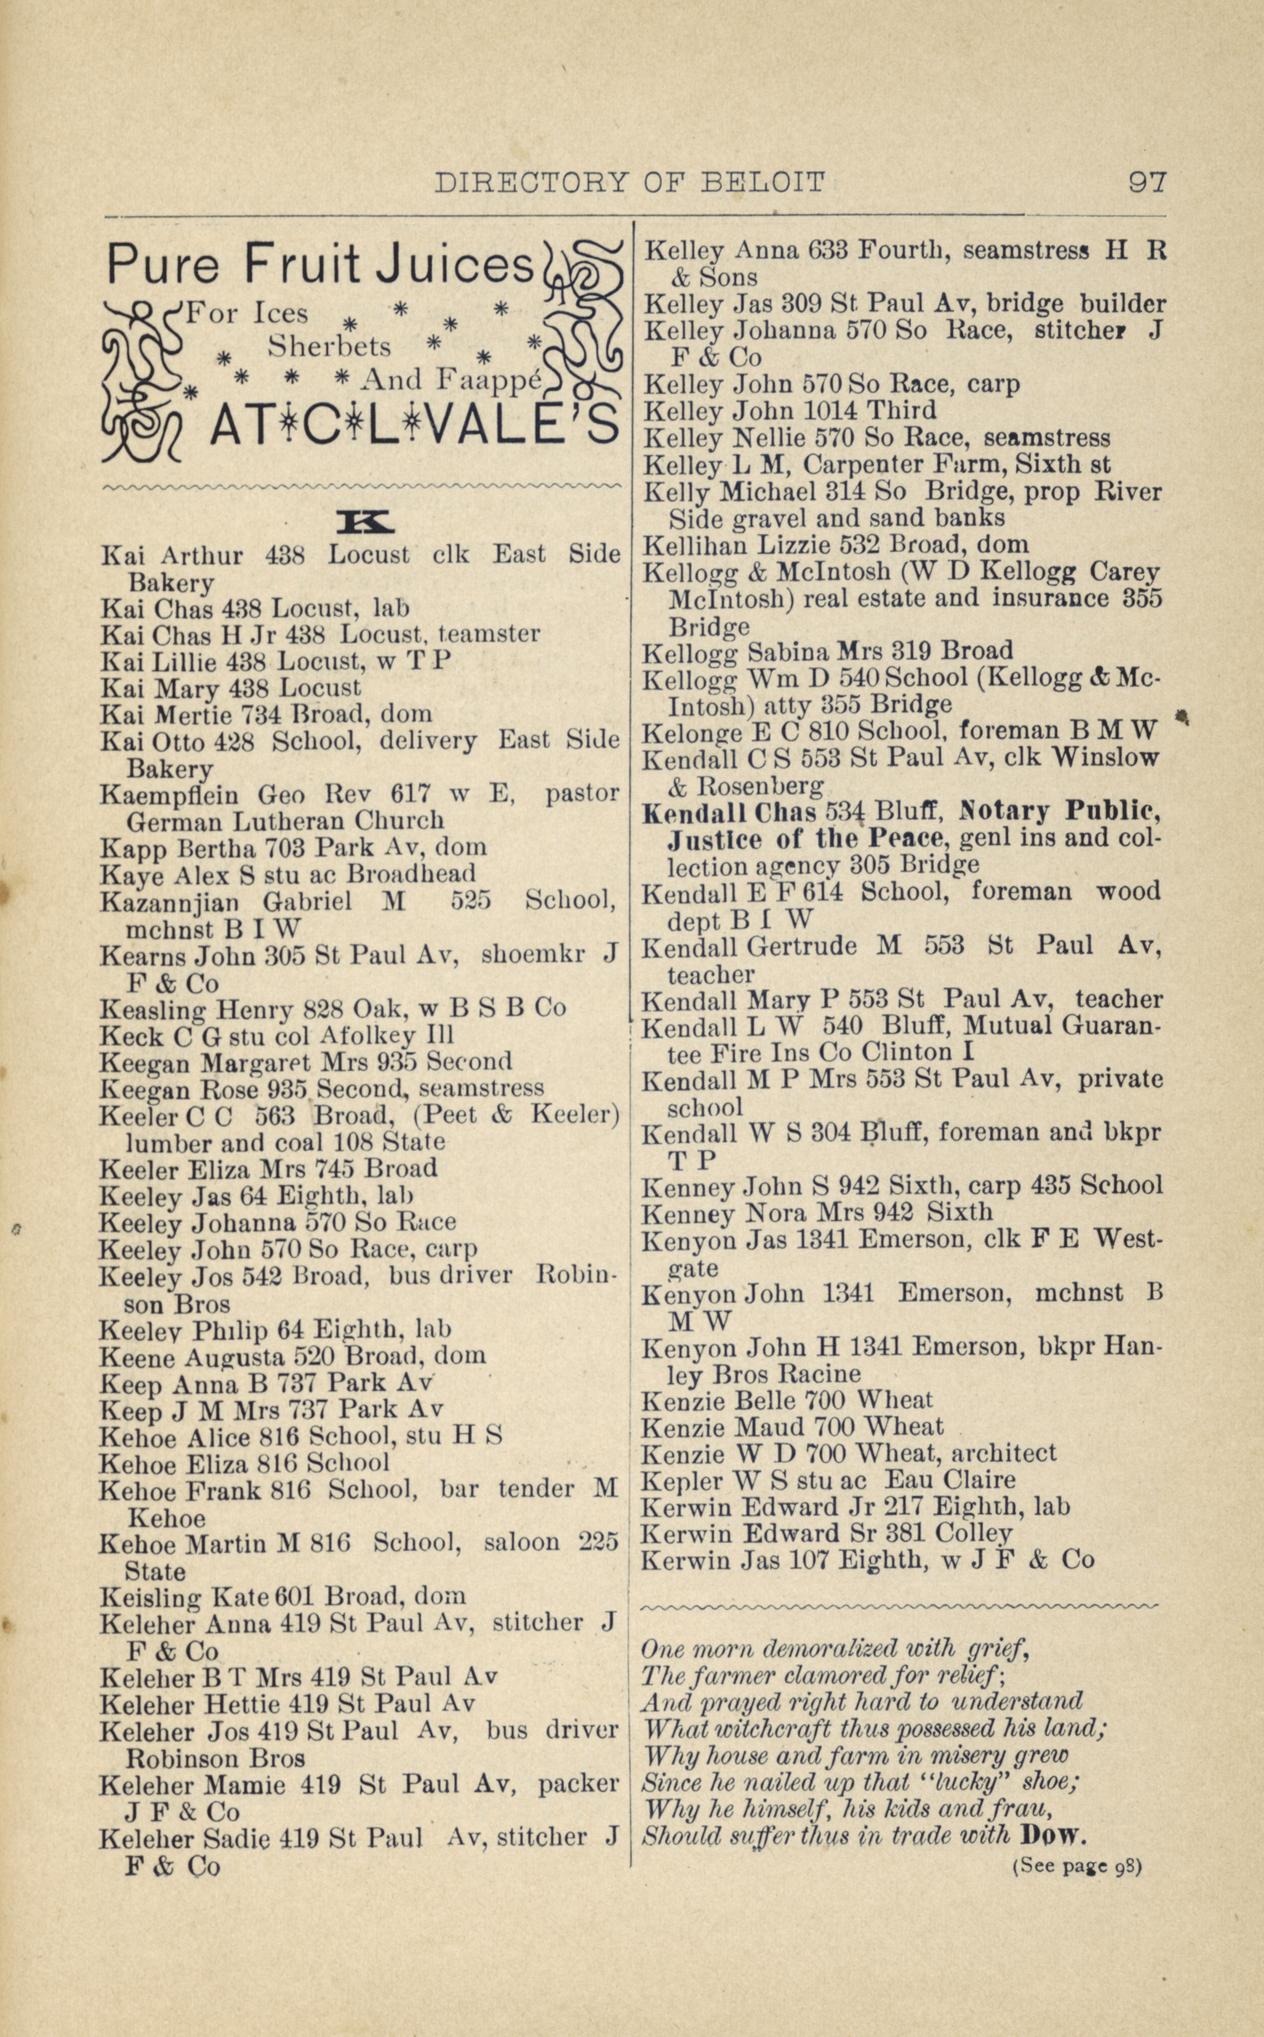 DIRECTORY OF BELOIT 97
Pure Fruit Juices
For Ices
Sherbets
And Faappé
AT*C*L*VALE'S
K
Kai Arthur 438 Locust clk East Side
Bakery
Kai Chas 438 Locust, lab
Kai Chas H Jr 438 Locust, teamster
Kai Lillie 438 Locust, w T P
Kai Mary 438 Locust
Kai Mertie 734 Broad, dom
Kai Otto 428 School, delivery East Side
Bakery
Kaempflein Geo Rev 617 w E, pastor
German Lutheran Church
Kapp Bertha 703 Park Av, dom
Kaye Alex S stu ac Broadhead
Kazannjian Gabriel M 525 School,
mchnst B I W
Kearns John 305 St Paul Av, shoemkr J
F & Co
Keasling Henry 828 Oak, w B S B Co
Keck C G stu col Afolkey Ill
Keegan Margaret Mrs 935 Second
Keegan Rose 935 Second, seamstress
Keeler C C 563 Broad, (Peet & Keeler)
lumber and coal 108 State
Keeler Eliza Mrs 745 Broad
Keeley Jas 64 Eighth, lab
Keeley Johanna 570 So Race
Keeley John 570 So Race, carp
Keeley Jos 542 Broad, bus driver Robin-
son Bros
Keeley Philip 64 Eighth, lab
Keene Augusta 520 Broad, dom
Keep Anna B 737 Park Av
Keep J M Mrs 737 Park Av
Kehoe Alice 816 School, stu H S
Kehoe Eliza 816 School
Kehoe Frank 816 School, bar tender M
Kehoe
Kehoe Martin M 816 School, saloon 225
State
Keisling Kate 601 Broad, dom
Keleher Anna 419 St Paul Av, stitcher J
F & Co
Keleher B T Mrs 419 St Paul Av
Keleher Hettie 419 St Paul Av
Keleher Jos 419 St Paul Av, bus driver
Robinson Bros
Keleher Mamie 419 St Paul Av, packer
J F & Co
Keleher Sadie 419 St Paul Av, stitcher J
F & Co
Kelley Anna 633 Fourth, seamstress H R
& Sons
Kelley Jas 309 St Paul Av, bridge builder
Kelley Johanna 570 So Race, stitcher J
F & Co
Kelley John 570 So Race, carp
Kelley John 1014 Third
Kelley Nellie 570 So Race, seamstress
Kelley L M, Carpenter Farm, Sixth st
Kelly Michael 314 So Bridge, prop River
Side gravel and sand banks
Kellihan Lizzie 532 Broad, dom
Kellogg & McIntosh (W D Kellogg Carey
McIntosh) real estate and insurance 355
Bridge
Kellogg Sabina Mrs 319 Broad
Kellogg Wm D 540 School (Kellogg & Mc-
Intosh) atty 355 Bridge
Kelonge E C 810 School, foreman B M W
Kendall C S 553 St Paul Av, clk Winslow
& Rosenberg
Kendall Chas 534 Bluff, Notary Public,
Justice of the Peace, genl ins and col-
lection agency 305 Bridge
Kendall E F 614 School, foreman wood
dept B I W
Kendall Gertrude M 553 St Paul Av,
teacher
Kendall Mary P 553 St Paul Av, teacher
Kendall L W 540 Bluff, Mutual Guaran-
tee Fire Ins Co Clinton I
Kendall M P Mrs 553 St Paul Av, private
school
Kendall W S 304 Bluff, foreman and bkpr
T P
Kenney John S 942 Sixth, carp 435 School
Kenney Nora Mrs 942 Sixth
Kenyon Jas 1341 Emerson, clk F E West-
gate
Kenyon John 1341 Emerson, mchnst B
M W
Kenyon John H 1341 Emerson, bkpr Han-
ley Bros Racine
Kenzie Belle 700 Wheat
Kenzie Maud 700 Wheat
Kenzie W D 700 Wheat, architect
Kepler W S stu ac Eau Claire
Kerwin Edward Jr 217 Eighth, lab
Kerwin Edward Sr 381 Colley
Kerwin Jas 107 Eighth, w J F & Co
One morn demoralized with grief,
The farmer clamored for relief;
And prayed right hard to understand
What witchcraft thus possessed his land;
Why house and farm in misery grew
Since he nailed up that "lucky" shoe;
Why he himself, his kids and frau,
Should suffer thus in trade with Dow.
(See page 98)